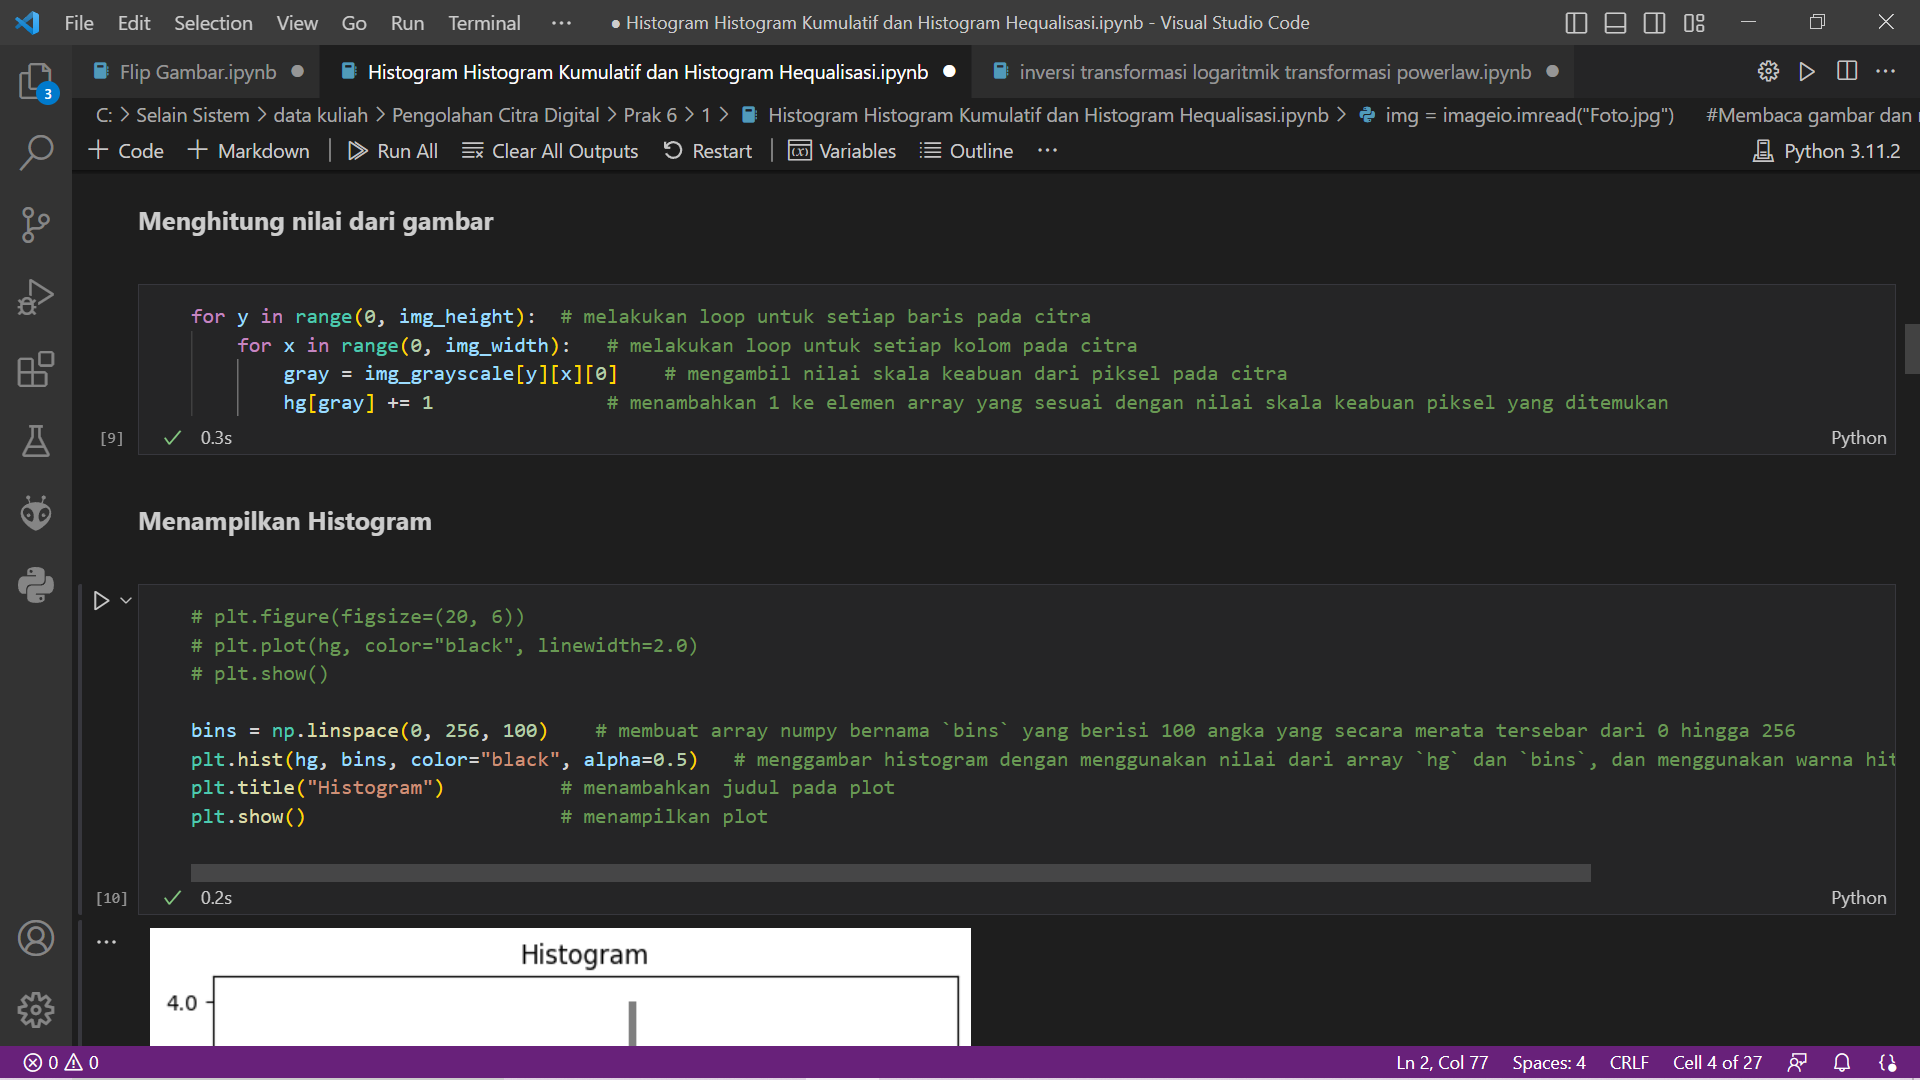 File Edit Selection View Go Run Terminal ··· ● Histogram Histogram Kumulatif dan Histogram Hequalisasi.ipynb - Visual Studio Code
Flip Gambar.ipynb ● Histogram Histogram Kumulatif dan Histogram Hequalisasi.ipynb ● inversi transformasi logaritmik transformasi powerlaw.ipynb ●
3
C: > Selain Sistem > data kuliah > Pengolahan Citra Digital > Prak 6 > 1 > Histogram Histogram Kumulatif dan Histogram Hequalisasi.ipynb > img = imageio.imread("Foto.jpg") #Membaca gambar dan
+ Code + Markdown | Run All Clear All Outputs Restart | Variables Outline ··· Python 3.11.2
Menghitung nilai dari gambar
for y in range(0, img_height):  # melakukan loop untuk setiap baris pada citra
    for x in range(0, img_width):   # melakukan loop untuk setiap kolom pada citra
        gray = img_grayscale[y][x][0]    # mengambil nilai skala keabuan dari piksel pada citra
        hg[gray] += 1               # menambahkan 1 ke elemen array yang sesuai dengan nilai skala keabuan piksel yang ditemukan
[9] ✓ 0.3s Python
Menampilkan Histogram
# plt.figure(figsize=(20, 6))
# plt.plot(hg, color="black", linewidth=2.0)
# plt.show()
bins = np.linspace(0, 256, 100)    # membuat array numpy bernama `bins` yang berisi 100 angka yang secara merata tersebar dari 0 hingga 256
plt.hist(hg, bins, color="black", alpha=0.5)   # menggambar histogram dengan menggunakan nilai dari array `hg` dan `bins`, dan menggunakan warna hit
plt.title("Histogram")          # menambahkan judul pada plot
plt.show()                      # menampilkan plot
[10] ✓ 0.2s Python
Histogram
4.0
0 0 Ln 2, Col 77 Spaces: 4 CRLF Cell 4 of 27